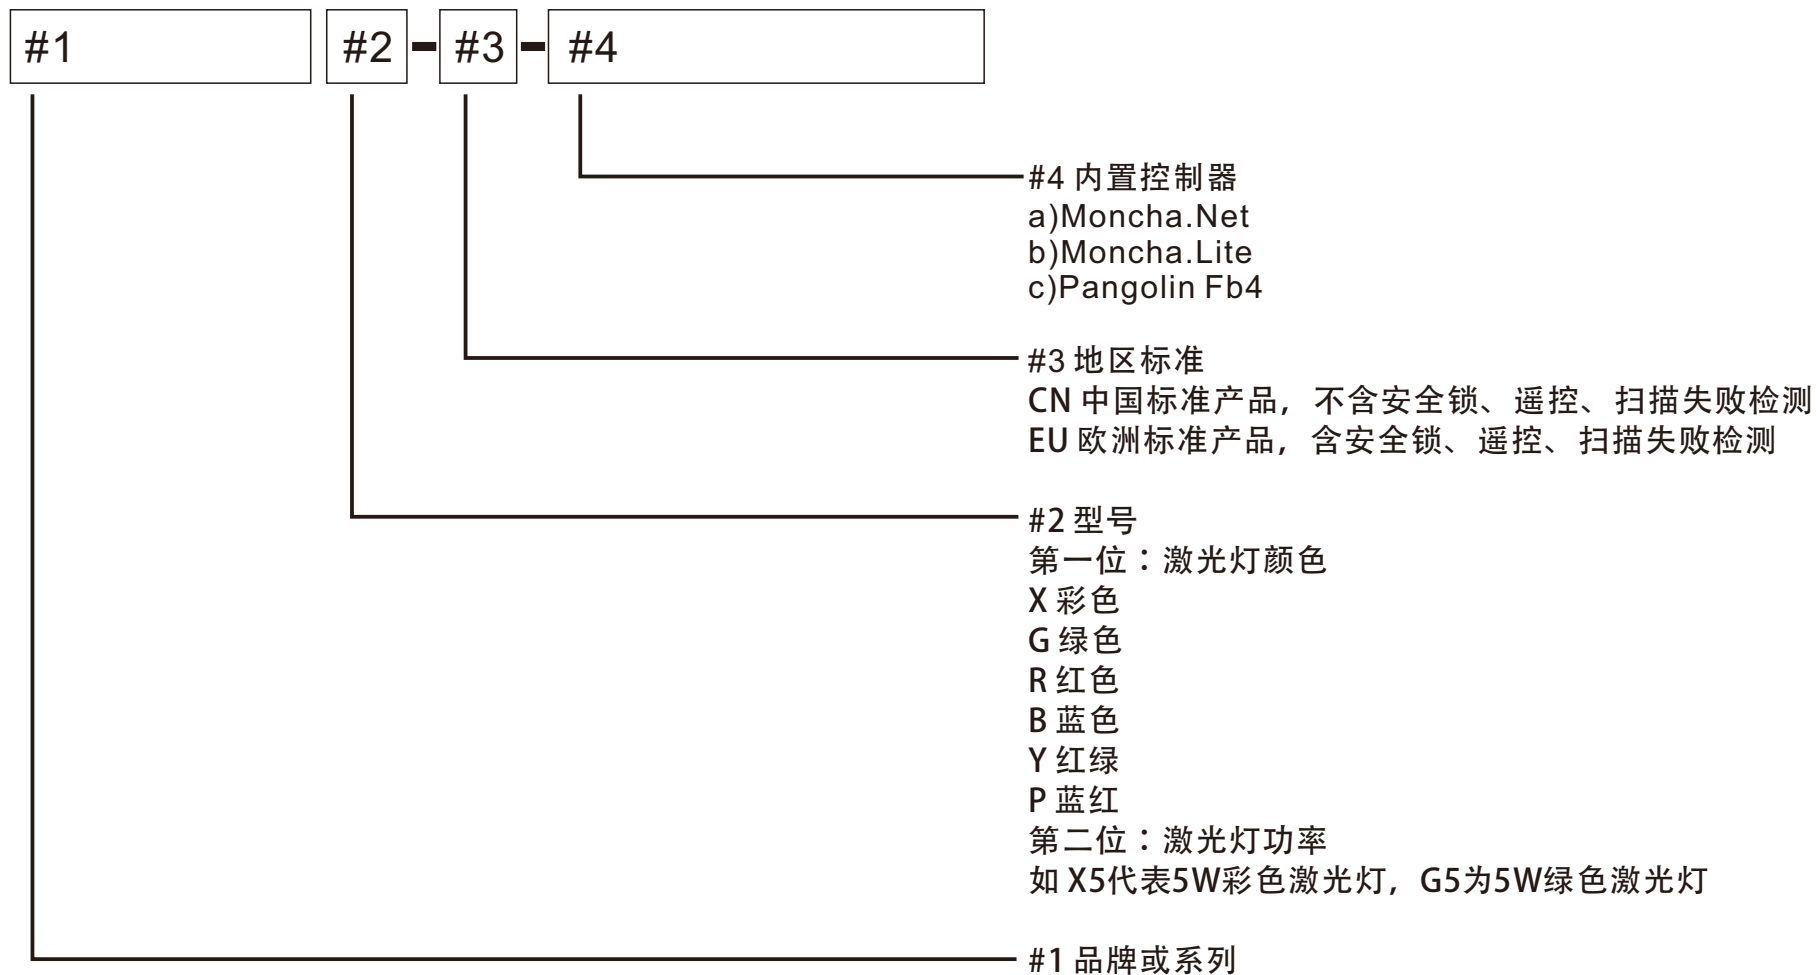 #1 #2-#3-#4
#4 内置控制器
a)Moncha.Net
b)Moncha.Lite
c)Pangolin Fb4
#3 地区标准
CN 中国标准产品，不含安全锁、遥控、扫描失败检测
EU 欧洲标准产品，含安全锁、遥控、扫描失败检测
#2 型号
第一位：激光灯颜色
X 彩色
G 绿色
R 红色
B 蓝色
Y 红绿
P 蓝红
第二位：激光灯功率
如 X5代表5W彩色激光灯，G5为5W绿色激光灯
#1 品牌或系列